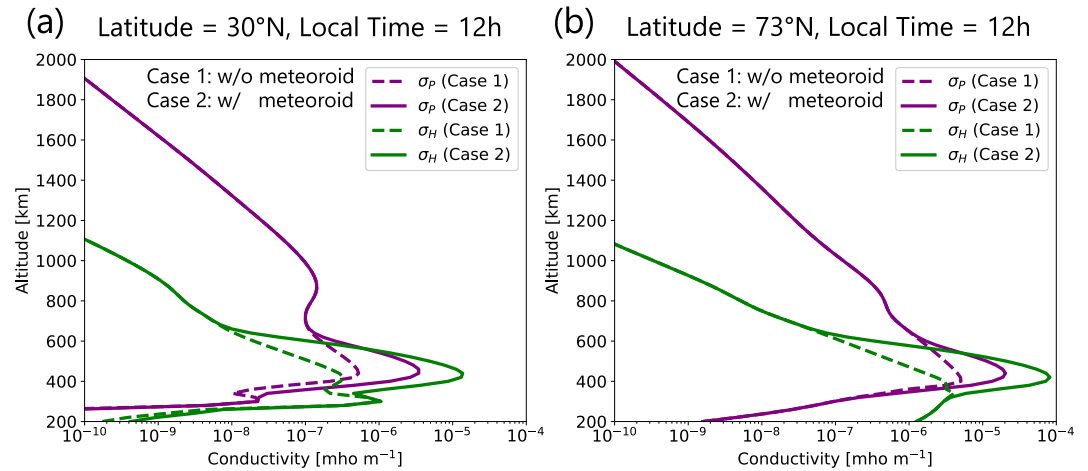 (a) Latitude = 30°N, Local Time = 12h
Case 1: w/o meteoroid
Case 2: w/ meteoroid
σP (Case 1)
σP (Case 2)
σH (Case 1)
σH (Case 2)
Altitude [km]
2000
1800
1600
1400
1200
1000
800
600
400
200
10⁻¹⁰ 10⁻⁹ 10⁻⁸ 10⁻⁷ 10⁻⁶ 10⁻⁵ 10⁻⁴
Conductivity [mho m⁻¹]
(b) Latitude = 73°N, Local Time = 12h
Case 1: w/o meteoroid
Case 2: w/ meteoroid
σP (Case 1)
σP (Case 2)
σH (Case 1)
σH (Case 2)
Altitude [km]
2000
1800
1600
1400
1200
1000
800
600
400
200
10⁻¹⁰ 10⁻⁹ 10⁻⁸ 10⁻⁷ 10⁻⁶ 10⁻⁵ 10⁻⁴
Conductivity [mho m⁻¹]